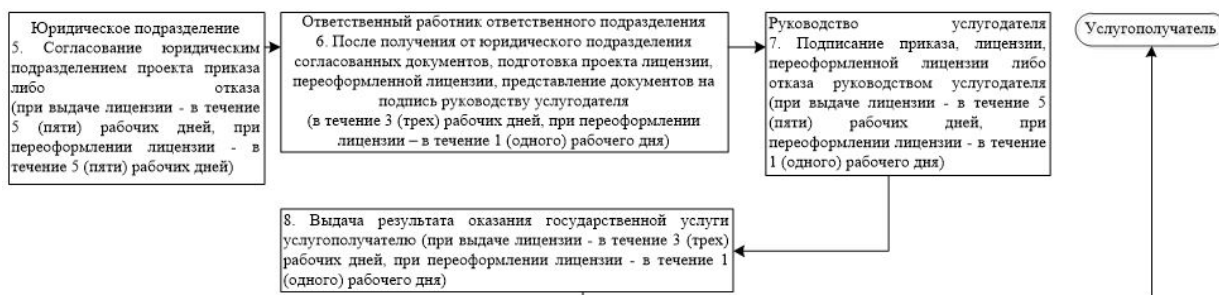 Юридическое подразделение
5. Согласование юридическим
подразделением проекта приказа
либо отказа
(при выдаче лицензии - в течение
5 (пяти) рабочих дней, при
переоформлении лицензии - в
течение 5 (пяти) рабочих дней)
Ответственный работник ответственного подразделения
6. После получения от юридического подразделения
согласованных документов, подготовка проекта лицензии,
переоформленной лицензии, представление документов на
подпись руководству услугодателя
(в течение 3 (трех) рабочих дней, при переоформлении
лицензии – в течение 1 (одного) рабочего дня)
Руководство услугодателя
7. Подписание приказа, лицензии,
переоформленной лицензии либо
отказа руководством услугодателя
(при выдаче лицензии - в течение 5
(пяти) рабочих дней, при
переоформлении лицензии - в течение
1 (одного) рабочего дня)
Услугополучатель
8. Выдача результата оказания государственной услуги
услугополучателю (при выдаче лицензии - в течение 3 (трех)
рабочих дней, при переоформлении лицензии - в течение 1
(одного) рабочего дня)